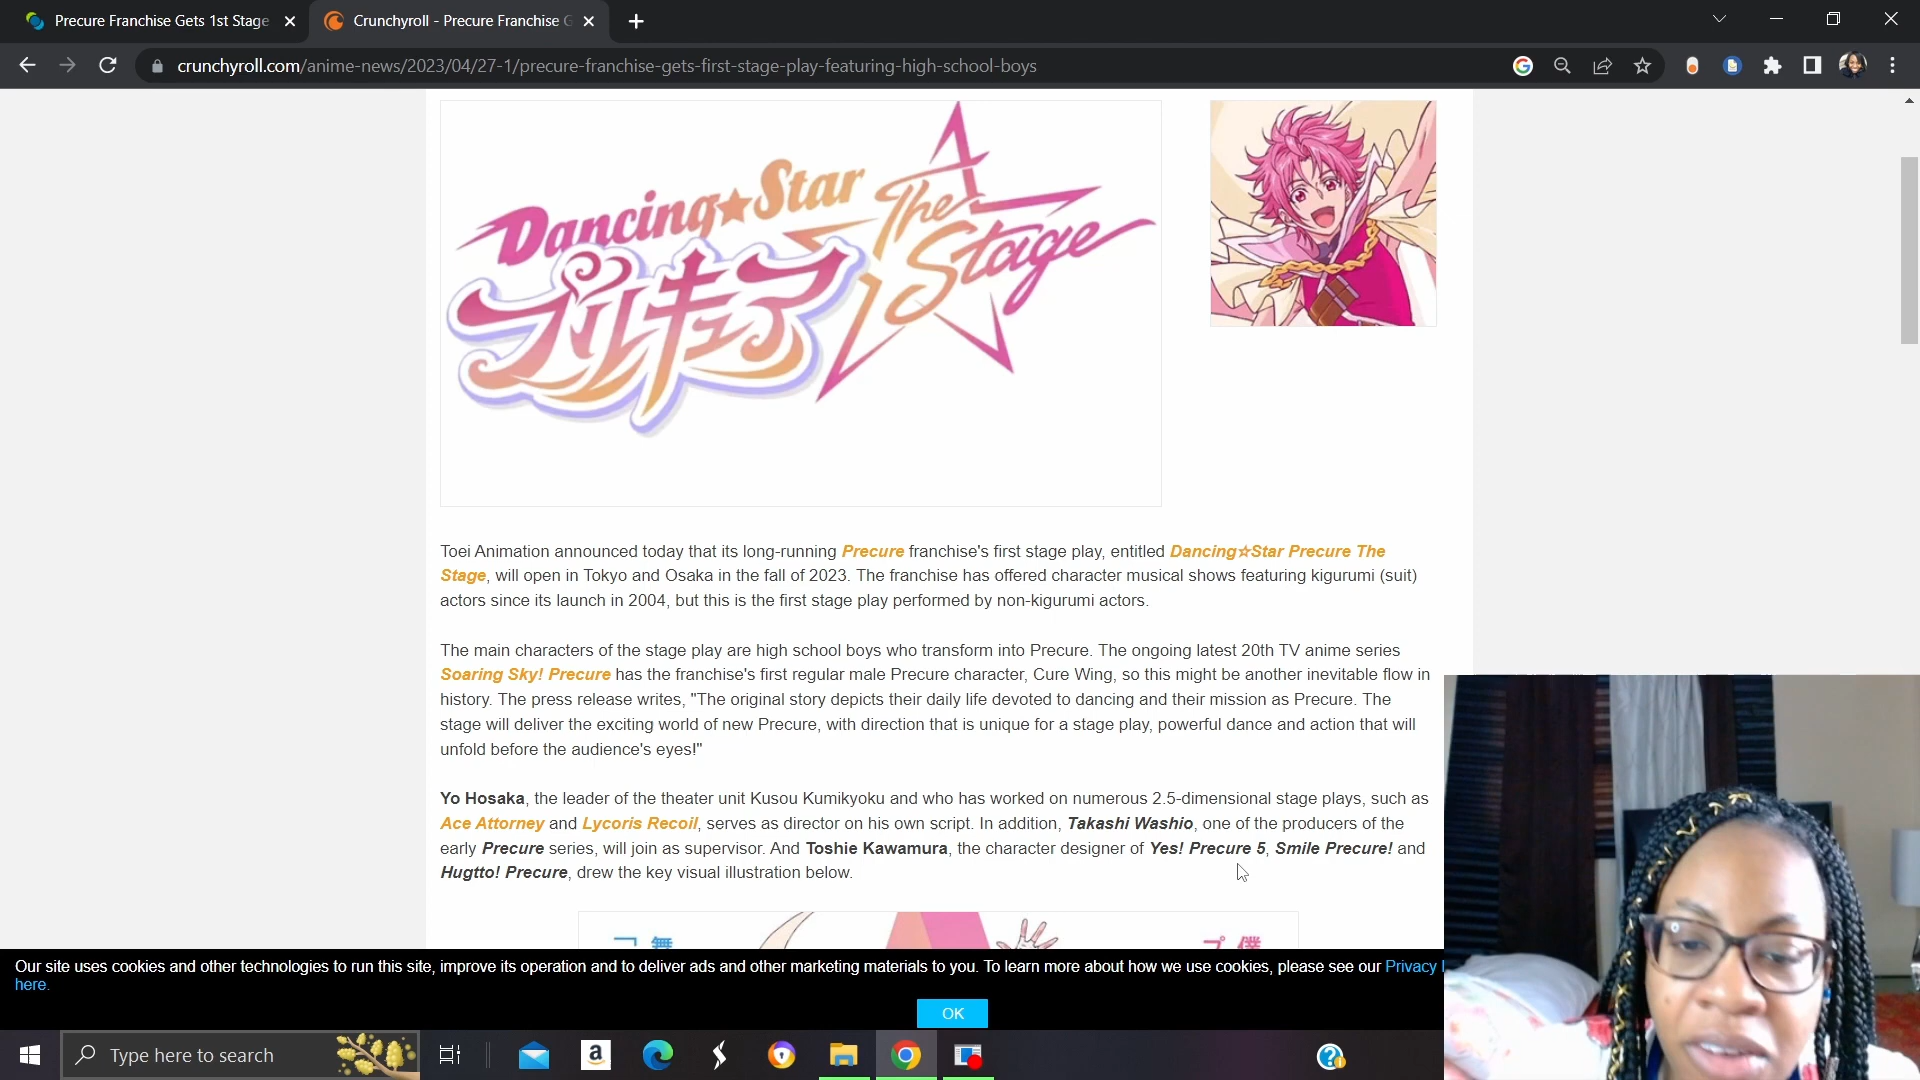 Precure Franchise Gets 1st Stage
Crunchyroll - Precure Franchise G
crunchyroll.com/anime-news/2023/04/27-1/precure-franchise-gets-first-stage-play-featuring-high-school-boys
Dancing★Star
プリキュア
The
Stage
Toei Animation announced today that its long-running Precure franchise's first stage play, entitled Dancing☆Star Precure The
Stage, will open in Tokyo and Osaka in the fall of 2023. The franchise has offered character musical shows featuring kigurumi (suit)
actors since its launch in 2004, but this is the first stage play performed by non-kigurumi actors.
The main characters of the stage play are high school boys who transform into Precure. The ongoing latest 20th TV anime series
Soaring Sky! Precure has the franchise's first regular male Precure character, Cure Wing, so this might be another inevitable flow in
history. The press release writes, "The original story depicts their daily life devoted to dancing and their mission as Precure. The
stage will deliver the exciting world of new Precure, with direction that is unique for a stage play, powerful dance and action that will
unfold before the audience's eyes!"
Yo Hosaka, the leader of the theater unit Kusou Kumikyoku and who has worked on numerous 2.5-dimensional stage plays, such as
Ace Attorney and Lycoris Recoil, serves as director on his own script. In addition, Takashi Washio, one of the producers of the
early Precure series, will join as supervisor. And Toshie Kawamura, the character designer of Yes! Precure 5, Smile Precure! and
Hugtto! Precure, drew the key visual illustration below.
「舞
プ 僕
Our site uses cookies and other technologies to run this site, improve its operation and to deliver ads and other marketing materials to you. To learn more about how we use cookies, please see our Privacy
here.
OK
Type here to search